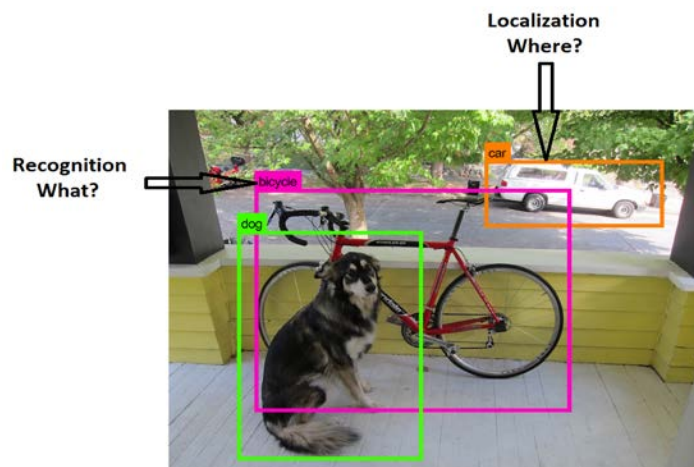 Localization
Where?
car
Recognition
What?
bicycle
dog